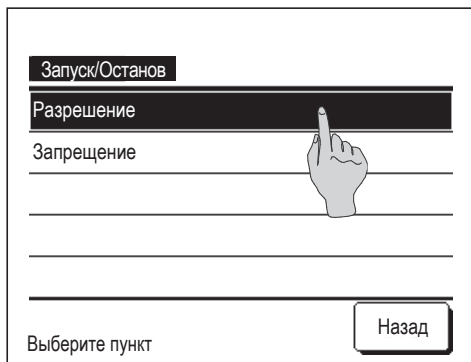 Запуск/Останов
Разрешение
Запрещение
Выберите пункт
Назад